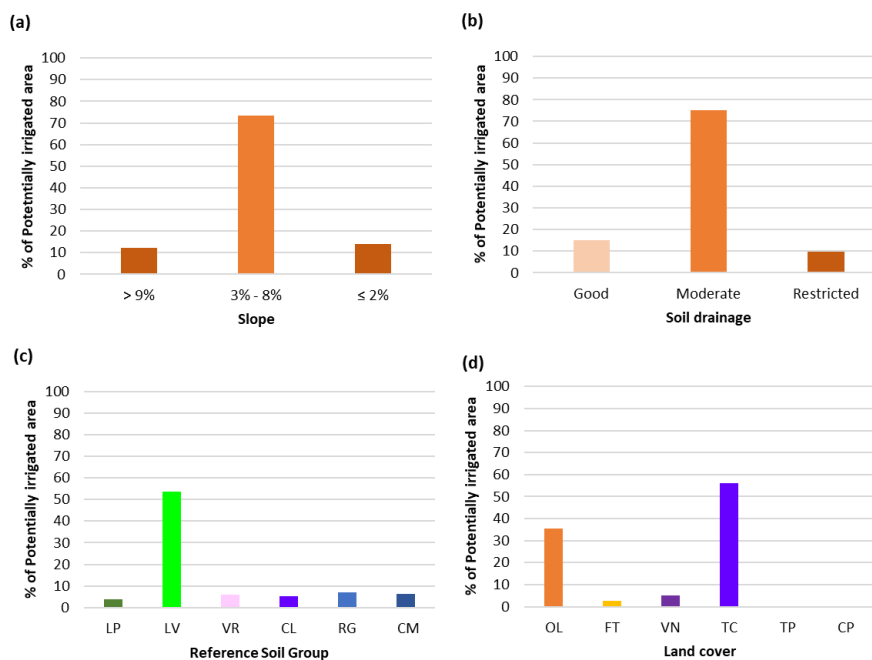 (a)
% of Potetntially irrigated area
100
90
80
70
60
50
40
30
20
10
0
> 9% 3% - 8% ≤ 2%
Slope
(b)
% of Potentially irrigated area
100
90
80
70
60
50
40
30
20
10
0
Good Moderate Restricted
Soil drainage
(c)
% of Potentially irrigated area
100
90
80
70
60
50
40
30
20
10
0
LP LV VR CL RG CM
Reference Soil Group
(d)
% of Potentially irrigated area
100
90
80
70
60
50
40
30
20
10
0
OL FT VN TC TP CP
Land cover